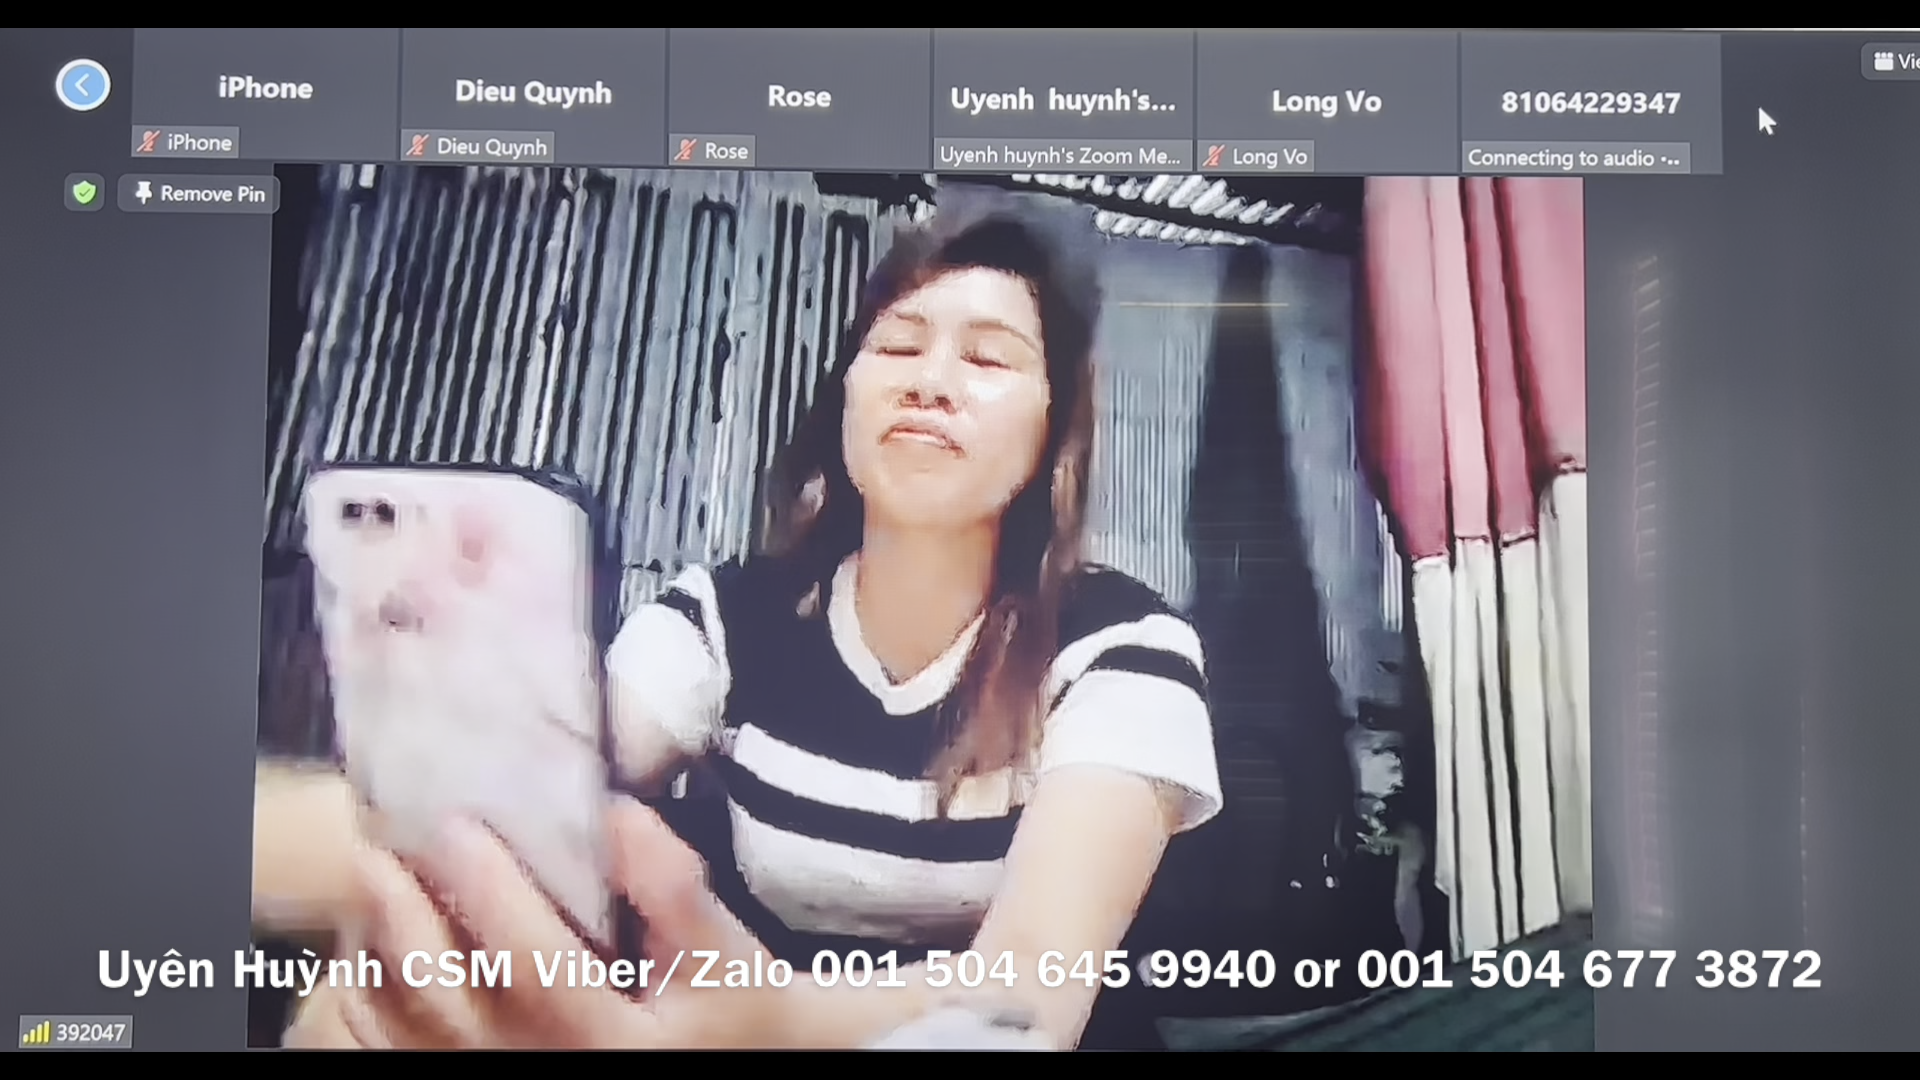 iPhone
Dieu Quynh
Rose
Uyenh huynh's...
Long Vo
81064229347
Vie
iPhone
Dieu Quynh
Rose
Uyenh huynh's Zoom Me...
Long Vo
Connecting to audio •..
Remove Pin
Uyên Huỳnh CSM Viber/Zalo 001 504 645 9940 or 001 504 677 3872
392047